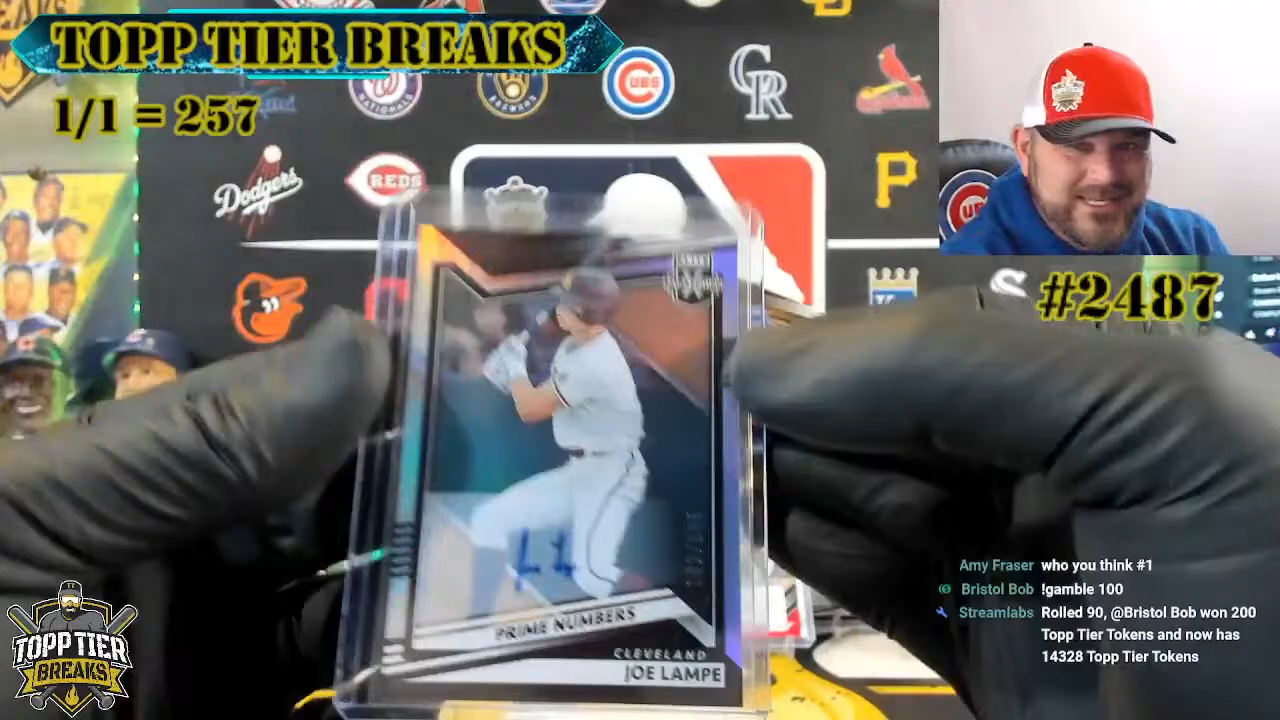 TOPP TIER BREAKS
1/1 = 257
NATIONALS
BREWERS
CUBS
CR
Dodgers
REDS
P
#2487
PRIME NUMBERS
CLEVELAND
JOE LAMPE
Amy Fraser who you think #1
Bristol Bob !gamble 100
Streamlabs Rolled 90, @Bristol Bob won 200
Topp Tier Tokens and now has
14328 Topp Tier Tokens
TOPP TIER
BREAKS